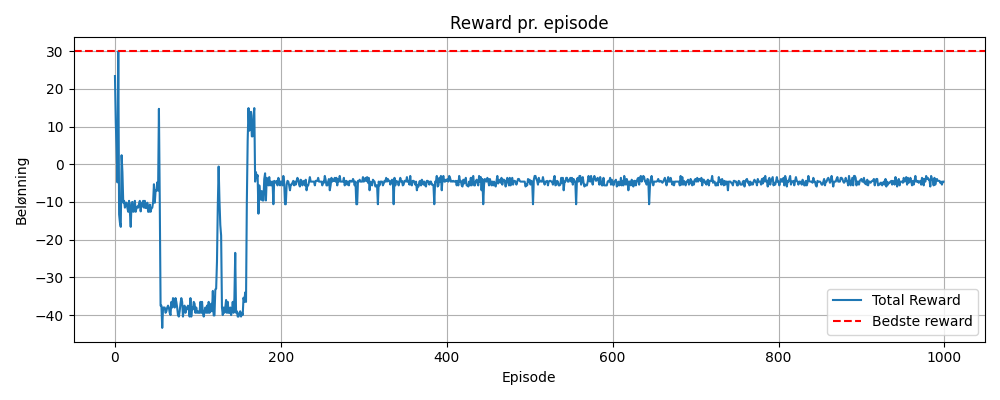 Reward pr. episode
Belønning
30
20
10
0
−10
−20
−30
−40
0
200
400
600
800
1000
Episode
Total Reward
Bedste reward